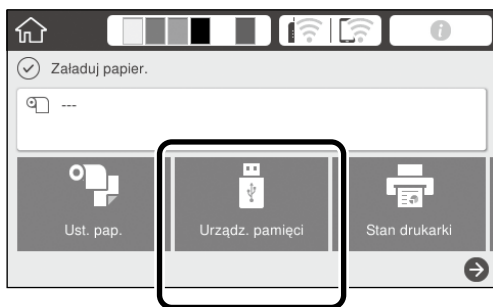 Załaduj papier.
---
Ust. pap.
Urządz. pamięci
Stan drukarki